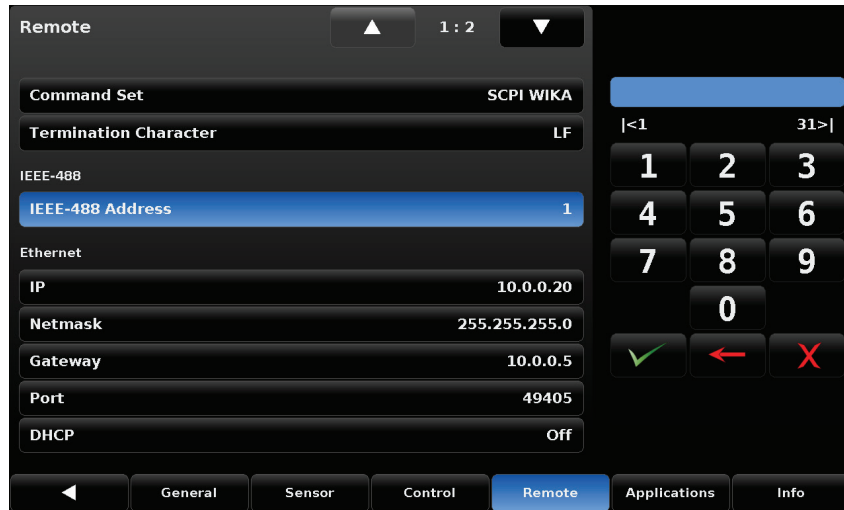 Remote
1 : 2
Command Set SCPI WIKA
Termination Character LF
IEEE-488
IEEE-488 Address 1
Ethernet
IP 10.0.0.20
Netmask 255.255.255.0
Gateway 10.0.0.5
Port 49405
DHCP Off
|<1 31>|
1 2 3
4 5 6
7 8 9
0
X
General Sensor Control Remote Applications Info